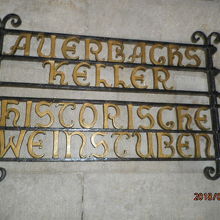 AUERBACHS
KELLER
HISTORISCHE
WEINSTUBEN